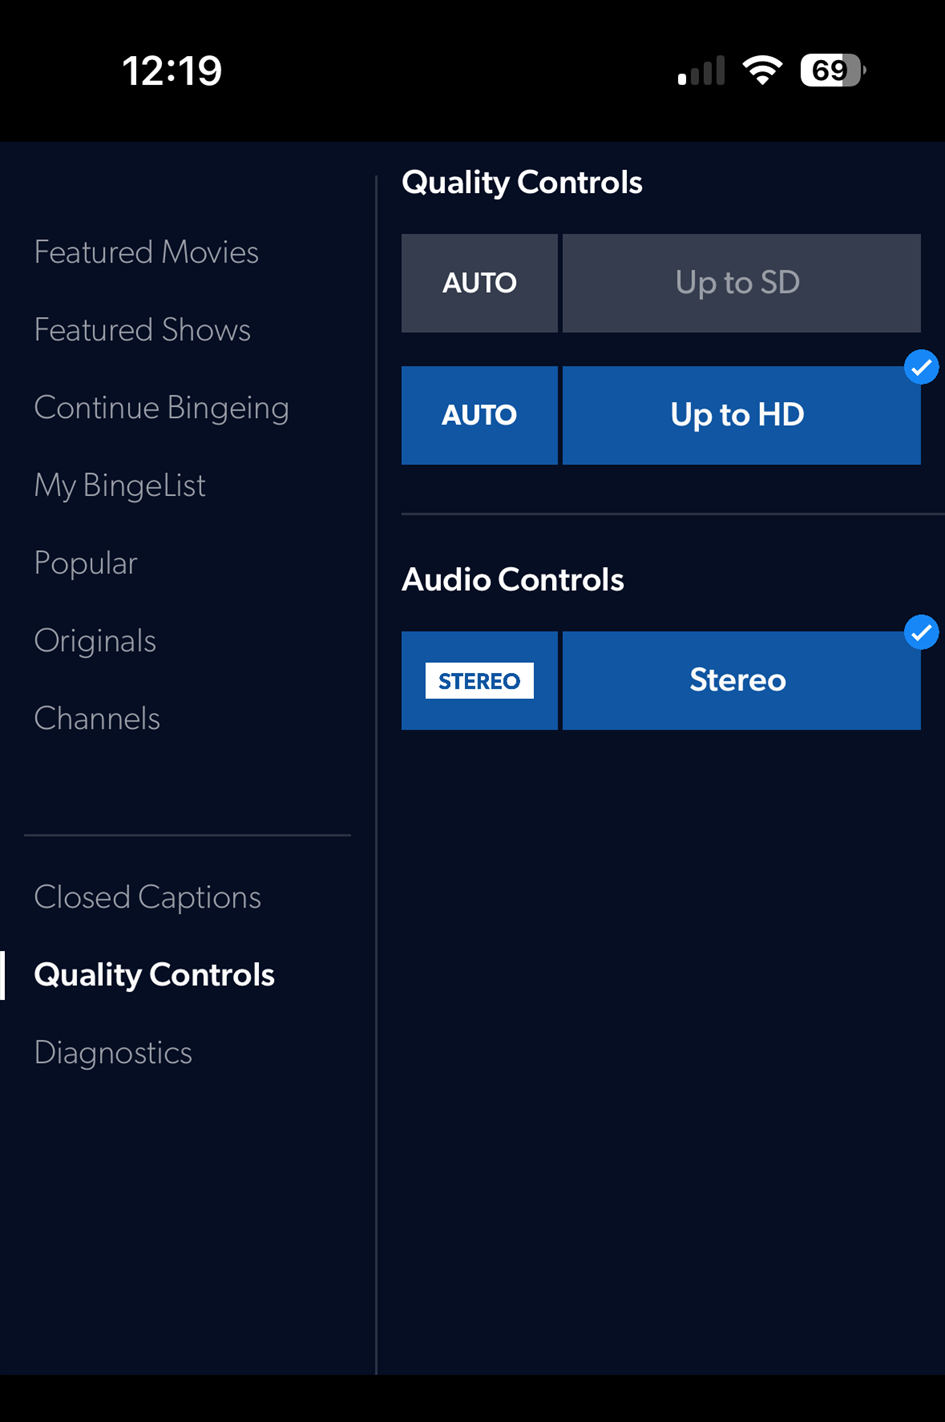 12:19
69
Featured Movies
Featured Shows
Continue Bingeing
My BingeList
Popular
Originals
Channels
Closed Captions
Quality Controls
Diagnostics
Quality Controls
AUTO Up to SD
AUTO Up to HD
Audio Controls
STEREO Stereo